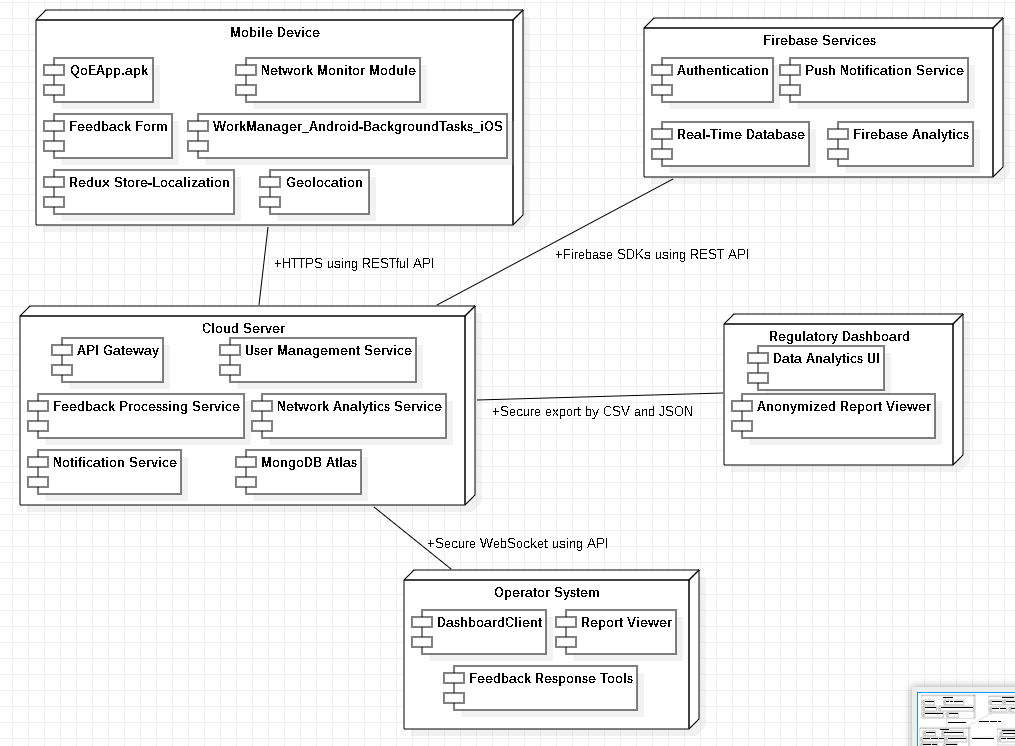 Mobile Device
QoEApp.apk
Network Monitor Module
Feedback Form
WorkManager_Android-BackgroundTasks_iOS
Redux Store-Localization
Geolocation
Firebase Services
Authentication
Push Notification Service
Real-Time Database
Firebase Analytics
+HTTPS using RESTful API
+Firebase SDKs using REST API
Cloud Server
API Gateway
User Management Service
Feedback Processing Service
Network Analytics Service
Notification Service
MongoDB Atlas
Regulatory Dashboard
Data Analytics UI
Anonymized Report Viewer
+Secure export by CSV and JSON
+Secure WebSocket using API
Operator System
DashboardClient
Report Viewer
Feedback Response Tools